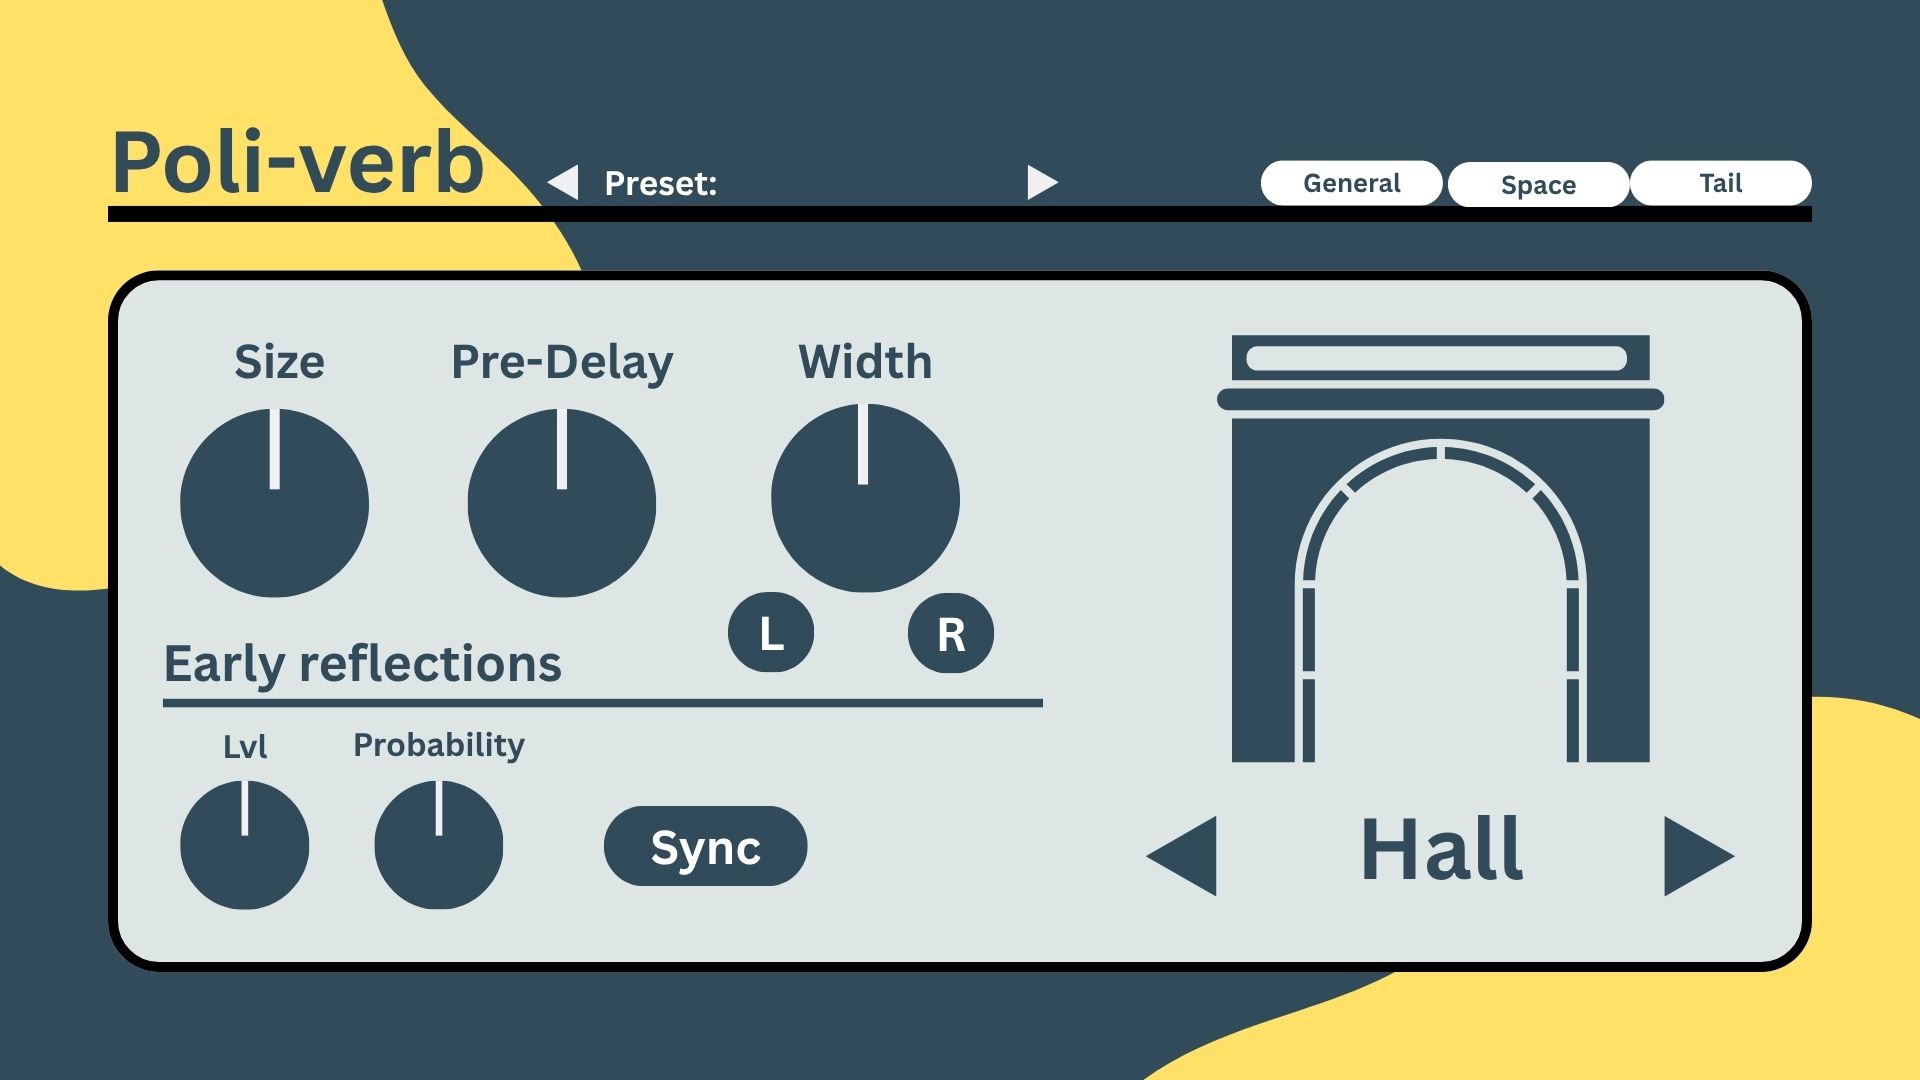 Poli-verb
Preset:
General
Space
Tail
Size
Pre-Delay
Width
L
R
Early reflections
Lvl
Probability
Sync
Hall